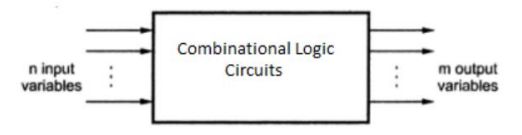 Combinational Logic
Circuits
n input
variables
m output
variables